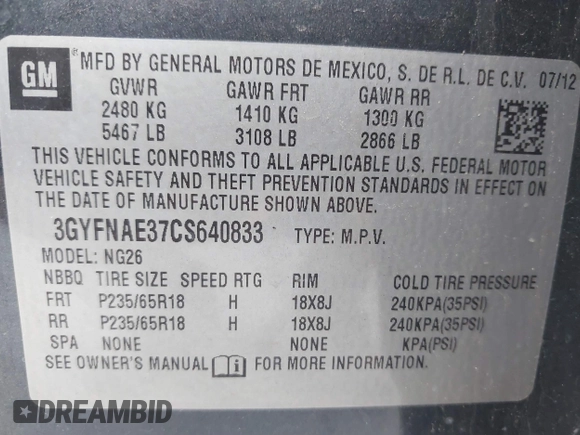 GM
MFD BY GENERAL MOTORS DE MEXICO, S. DE R.L. DE C.V. 07/12
GVWR GAWR FRT GAWR RR
2480 KG 1410 KG 1300 KG
5467 LB 3108 LB 2866 LB
THIS VEHICLE CONFORMS TO ALL APPLICABLE U.S. FEDERAL MOTOR
VEHICLE SAFETY AND THEFT PREVENTION STANDARDS IN EFFECT ON
THE DATE OF MANUFACTURE SHOWN ABOVE.
3GYFNAE37CS640833 TYPE: M.P.V.
MODEL: NG26
NBBQ TIRE SIZE SPEED RTG RIM COLD TIRE PRESSURE
FRT P235/65R18 H 18X8J 240KPA(35PSI)
RR P235/65R18 H 18X8J 240KPA(35PSI)
SPA NONE NONE KPA(PSI)
SEE OWNER'S MANUAL i FOR MORE INFORMATION.
DREAMBID